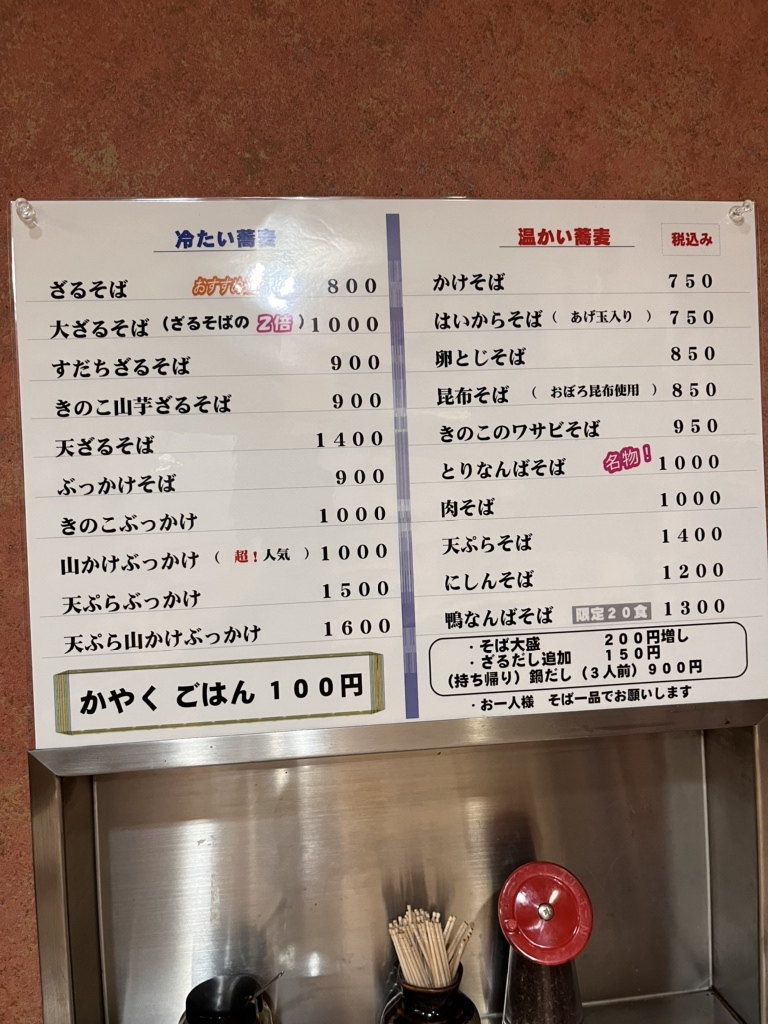 冷たい蕎麦
ざるそば おすすめ 800
大ざるそば (ざるそばの 2倍) 1000
すだちざるそば 900
きのこ山芋ざるそば 900
天ざるそば 1400
ぶっかけそば 900
きのこぶっかけ 1000
山かけぶっかけ ( 超!人気 ) 1000
天ぷらぶっかけ 1500
天ぷら山かけぶっかけ 1600
かやく ごはん 100円
温かい蕎麦 税込み
かけそば 750
はいからそば ( あげ玉入り ) 750
卵とじそば 850
昆布そば ( おぼろ昆布使用 ) 850
きのこのワサビそば 950
とりなんばそば 名物! 1000
肉そば 1000
天ぷらそば 1400
にしんそば 1200
鴨なんばそば 限定20食 1300
・そば大盛 200円増し
・ざるだし追加 150円
(持ち帰り) 鍋だし (3人前) 900円
・お一人様 そば一品でお願いします